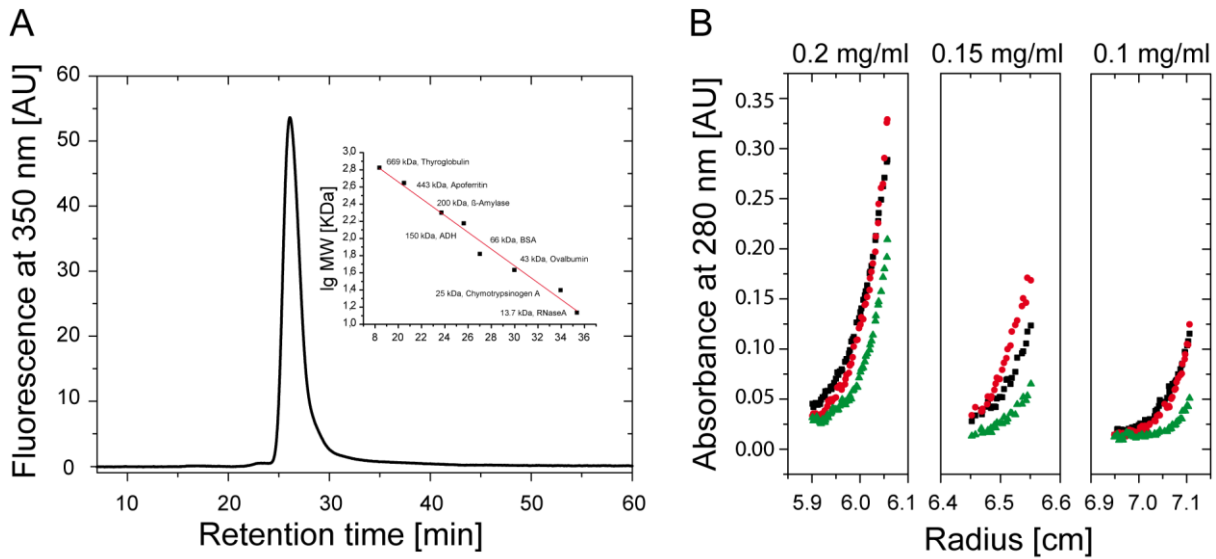 A
Fluorescence at 350 nm [AU]
60
50
40
30
20
10
0
10
20
30
40
50
60
Retention time [min]
lg MW [KDa]
3,0
2,8
2,6
2,4
2,2
2,0
1,8
1,6
1,4
1,2
1,0
669 kDa, Thyroglobulin
443 kDa, Apoferritin
200 kDa, ß-Amylase
150 kDa, ADH
66 kDa, BSA
43 kDa, Ovalbumin
25 kDa, Chymotrypsinogen A
13.7 kDa, RNaseA
8
18
20
22
24
26
28
30
32
34
36
B
0.2 mg/ml
0.15 mg/ml
0.1 mg/ml
Absorbance at 280 nm [AU]
0.35
0.30
0.25
0.20
0.15
0.10
0.05
0.00
5.9
6.0
6.1
6.4
6.5
6.6
6.9
7.0
7.1
Radius [cm]